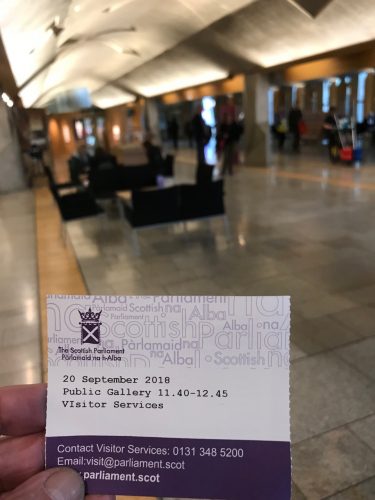 The Scottish Parliament
Pàrlamaid na h-Alba
20 September 2018
Public Gallery 11.40-12.45
VIsitor Services
Contact Visitor Services: 0131 348 5200
Email:visit@parliament.scot
.parliament.scot